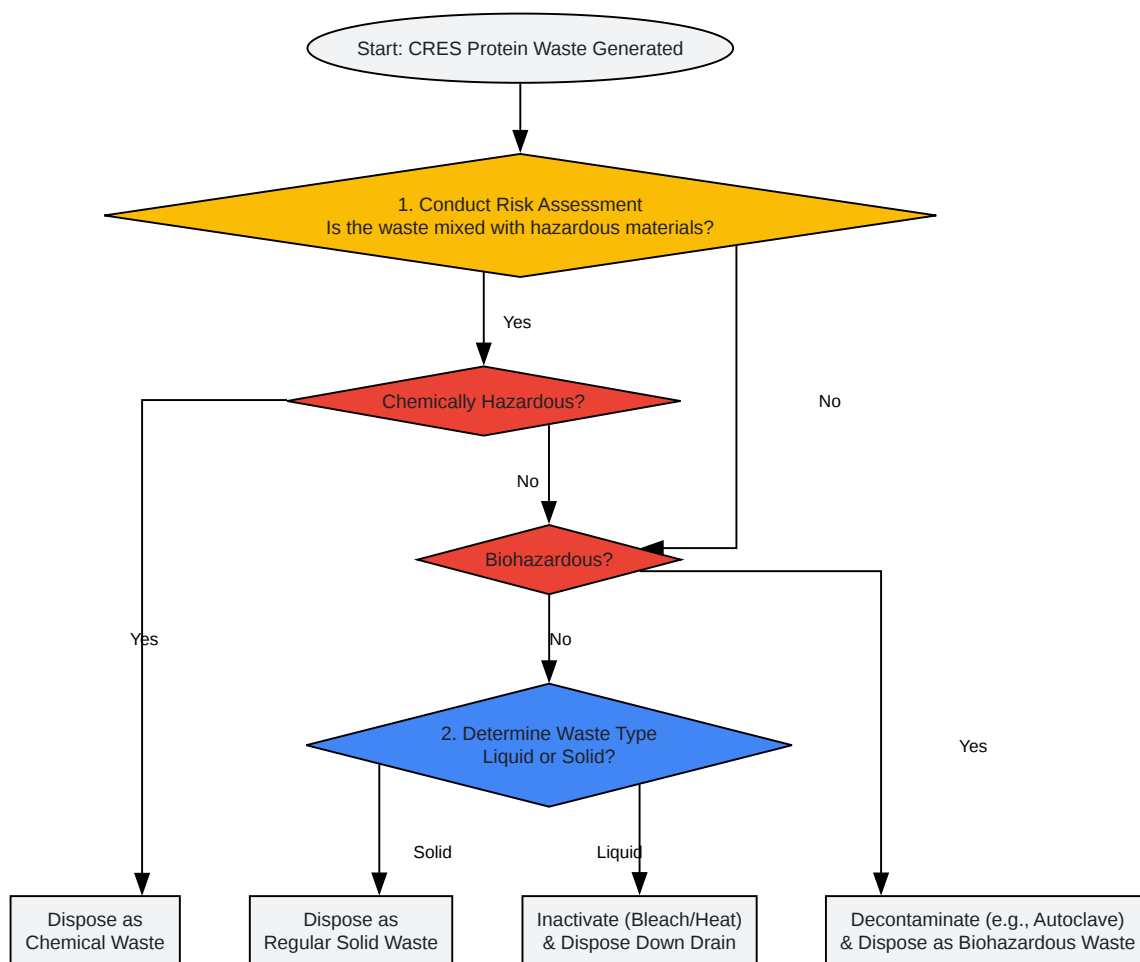 Start: CRES Protein Waste Generated
1. Conduct Risk Assessment
Is the waste mixed with hazardous materials?
Yes
Chemically Hazardous?
No
No
Biohazardous?
Yes
No
2. Determine Waste Type
Liquid or Solid?
Yes
Solid
Liquid
Dispose as
Chemical Waste
Dispose as
Regular Solid Waste
Inactivate (Bleach/Heat)
& Dispose Down Drain
Decontaminate (e.g., Autoclave)
& Dispose as Biohazardous Waste